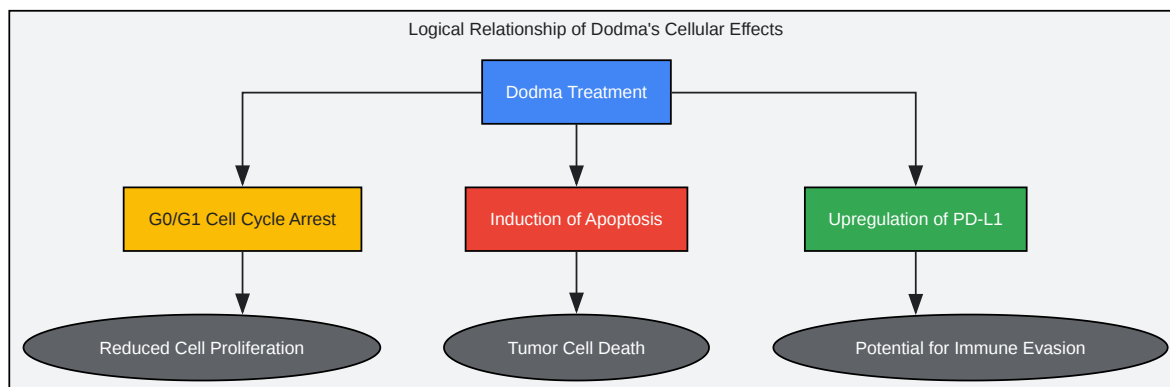 Logical Relationship of Dodma's Cellular Effects
Dodma Treatment
G0/G1 Cell Cycle Arrest
Induction of Apoptosis
Upregulation of PD-L1
Reduced Cell Proliferation
Tumor Cell Death
Potential for Immune Evasion